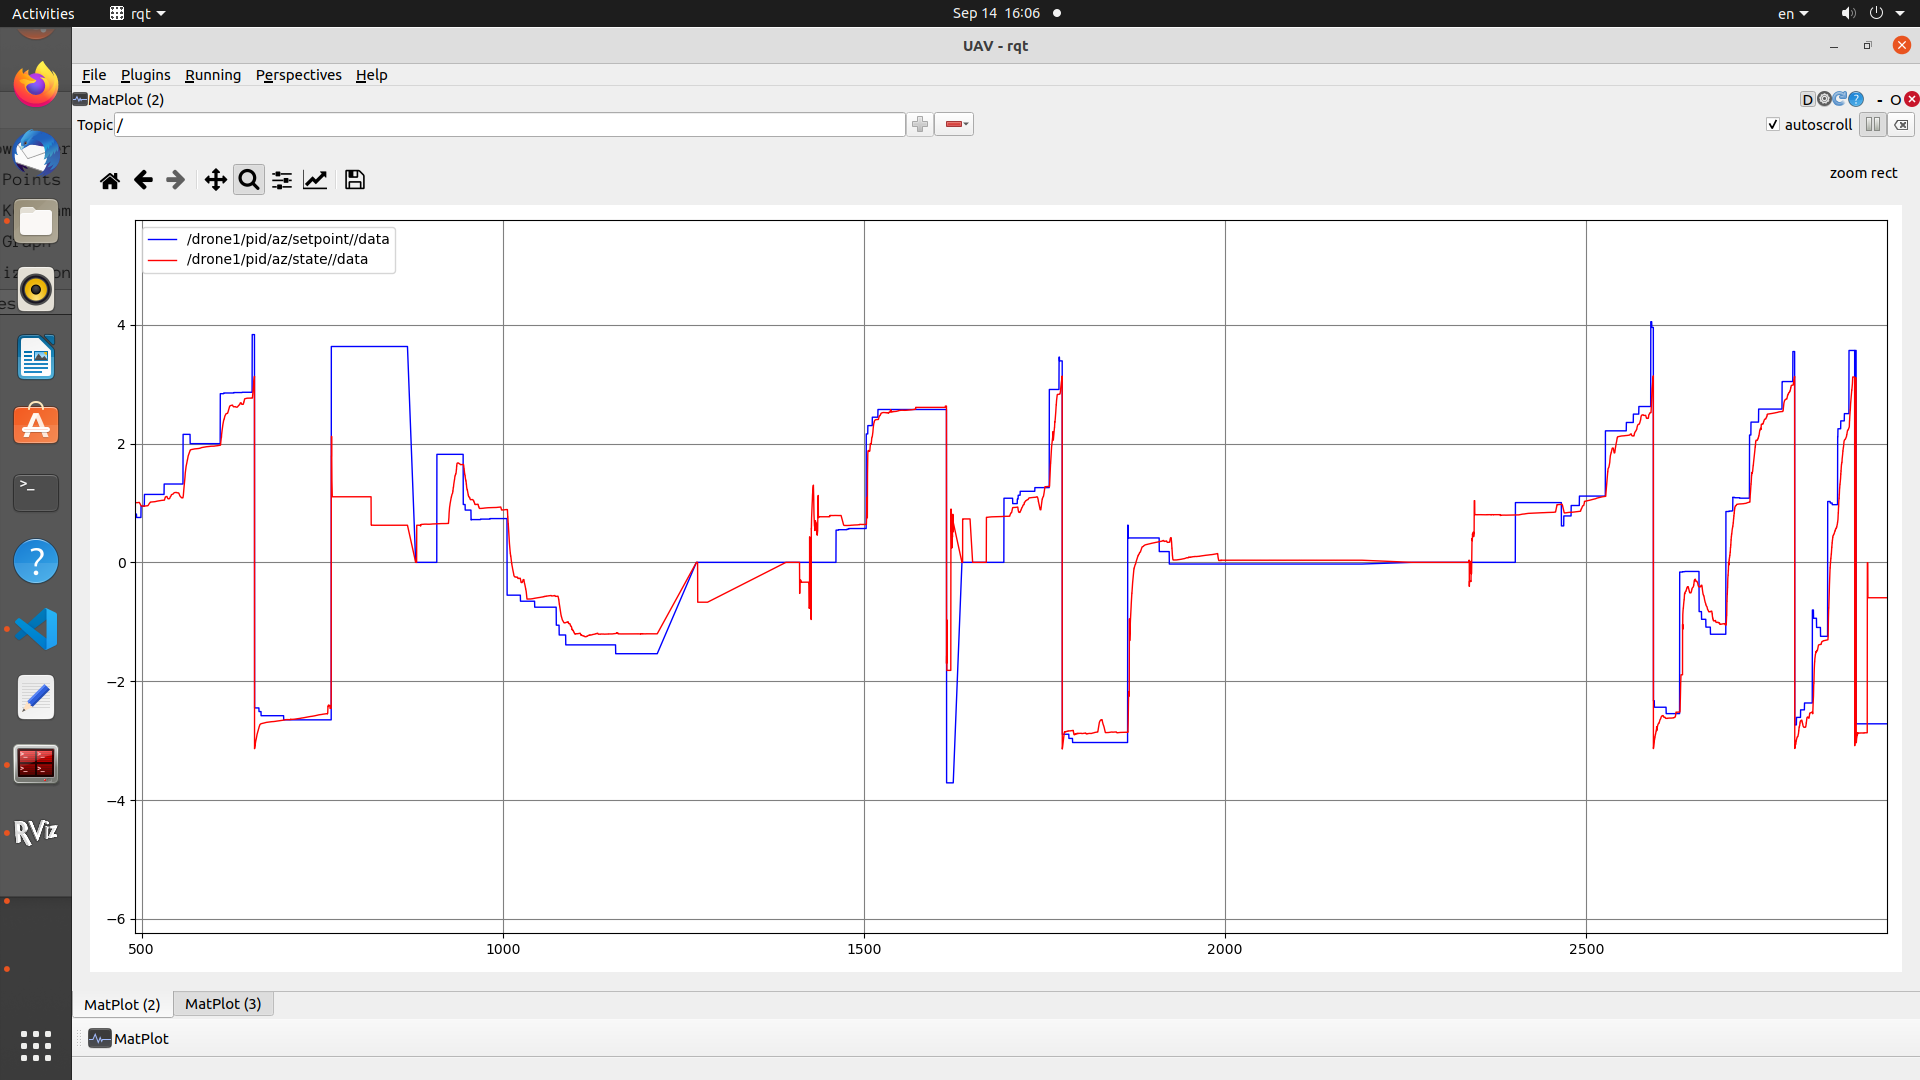 Activities
rqt
Sep 14 16:06
en
UAV - rqt
File Plugins Running Perspectives Help
MatPlot (2)
D
- O
Topic /
autoscroll
zoom rect
Points
/drone1/pid/az/setpoint//data
/drone1/pid/az/state//data
4
2
0
−2
−4
−6
500 1000 1500 2000 2500
RViz
MatPlot (2) MatPlot (3)
MatPlot